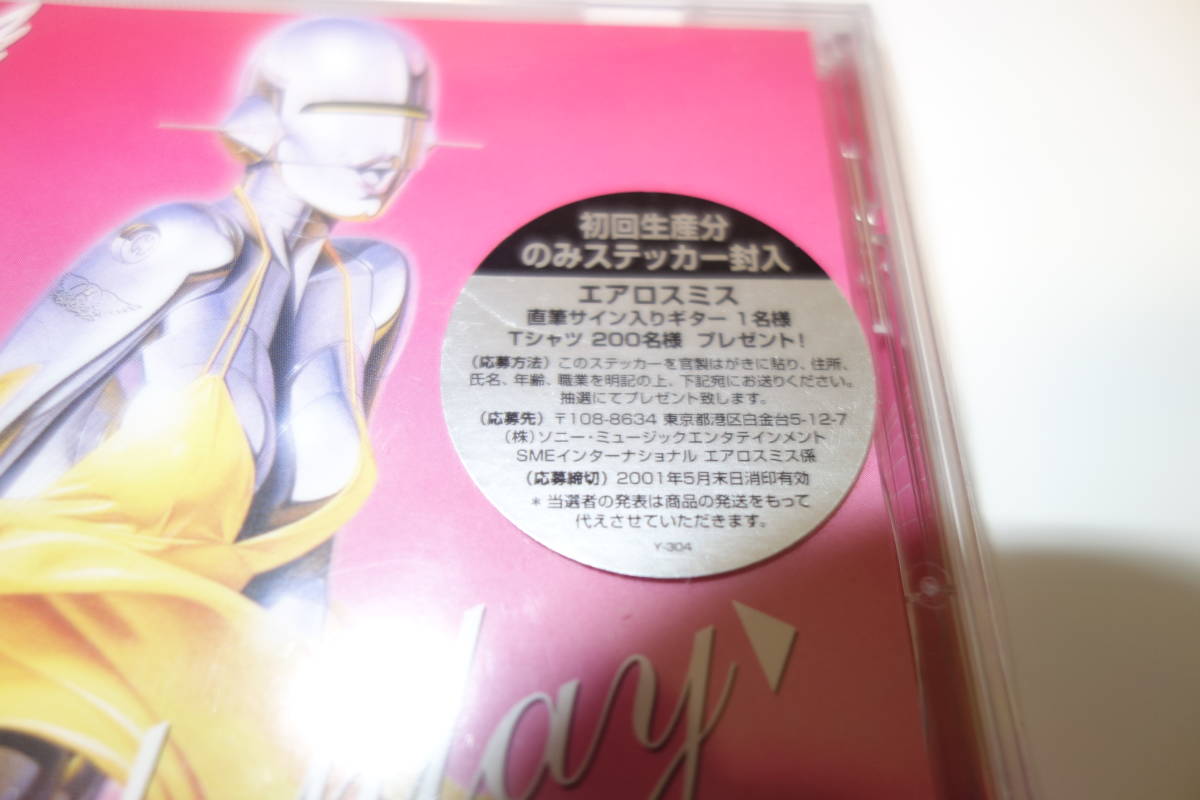 初回生産分
のみステッカー封入
エアロスミス
直筆サイン入りギター 1名様
Tシャツ 200名様 プレゼント!
(応募方法) このステッカーを官製はがきに貼り、住所、
氏名、年齢、職業を明記の上、下記宛にお送りください。
抽選にてプレゼント致します。
(応募先) 〒108-8634 東京都港区白金台5-12-7
(株)ソニー・ミュージックエンタテインメント
SMEインターナショナル エアロスミス係
(応募締切) 2001年5月末日消印有効
*当選者の発表は商品の発送をもって
代えさせていただきます。
Y-304